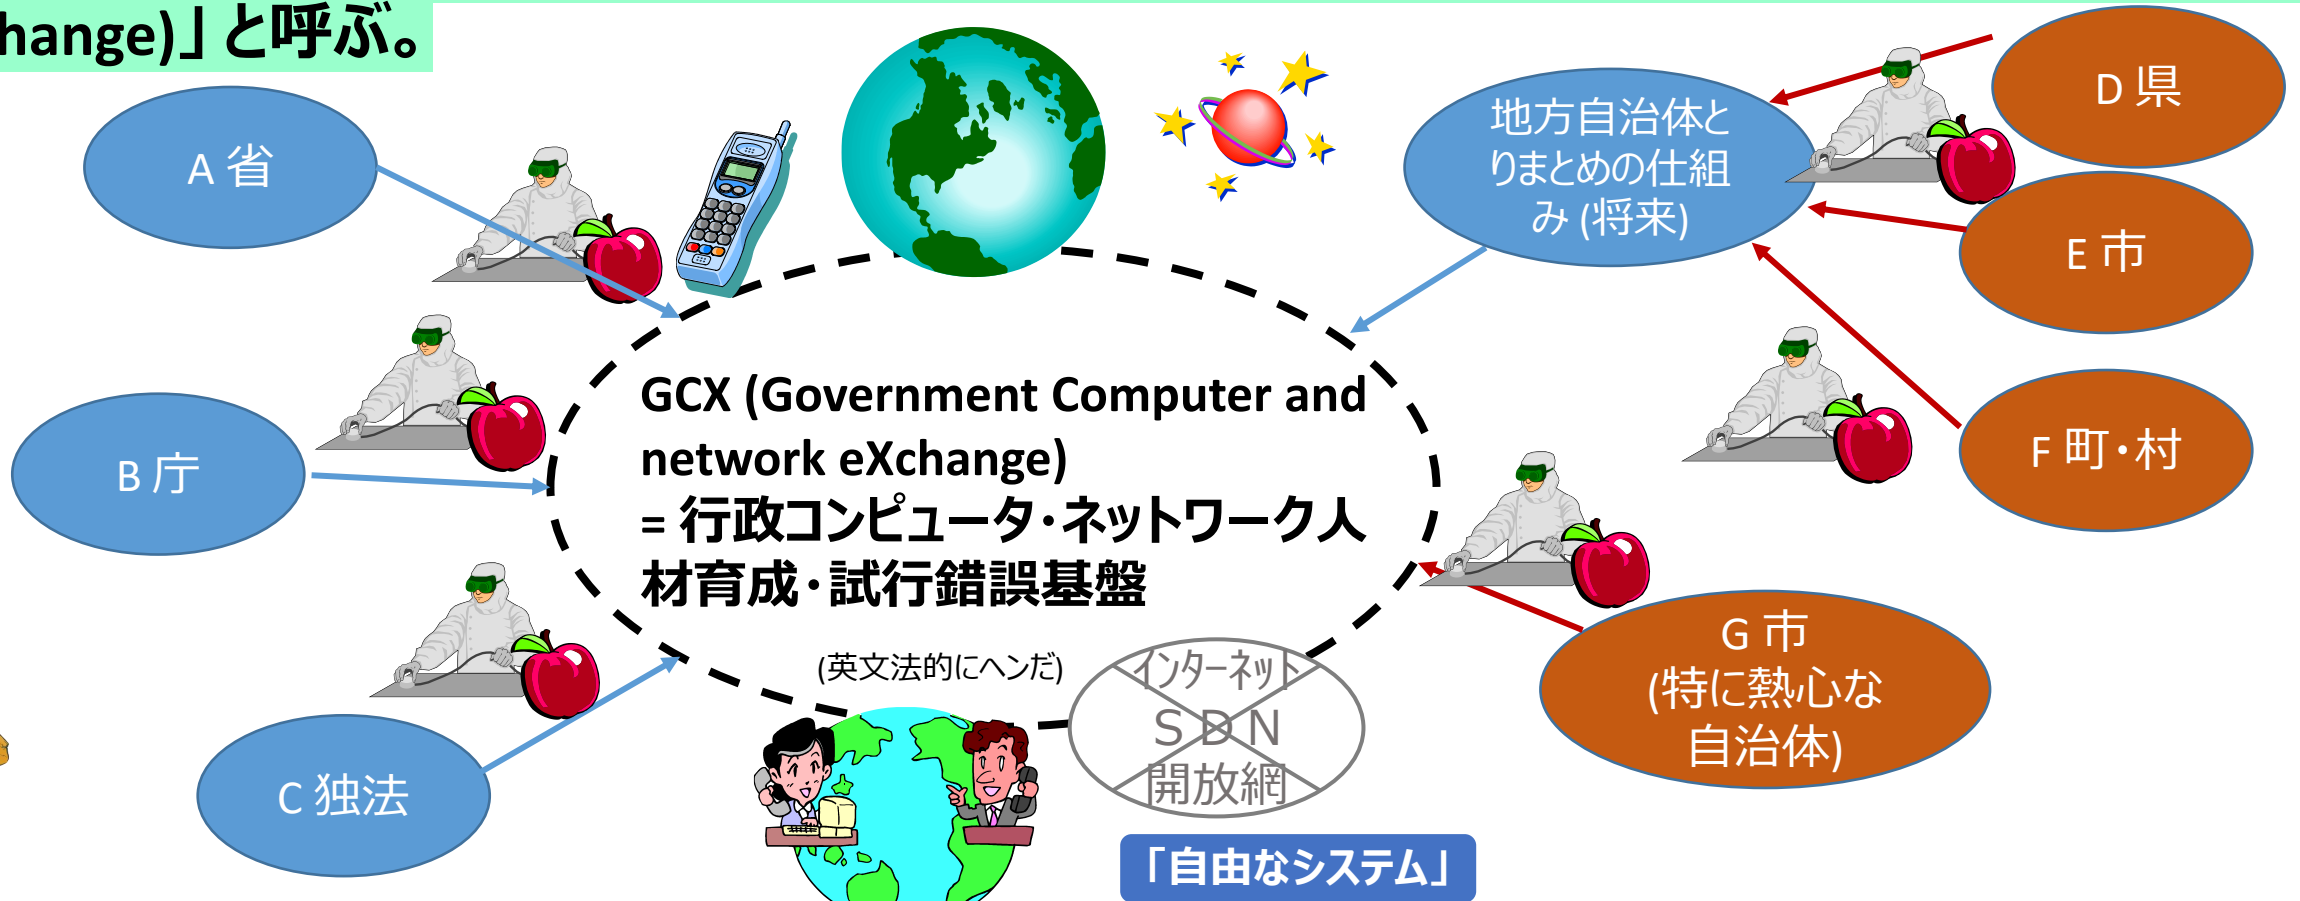 hange)」と呼ぶ。
A 省
B 庁
C 独法
GCX (Government Computer and
network eXchange)
= 行政コンピュータ・ネットワーク人
材育成・試行錯誤基盤
(英文法的にヘンだ)
インターネット
SDN
開放網
「自由なシステム」
地方自治体と
りまとめの仕組
み (将来)
D 県
E 市
F 町・村
G 市
(特に熱心な
自治体)